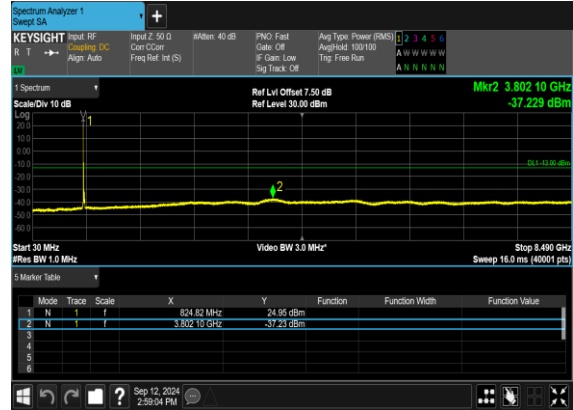 Spectrum Analyzer 1
Swept SA
+
KEYSIGHT Input: RF Input Z: 50 Ω #Atten: 40 dB PNO: Fast Avg Type: Power (RMS) 1 2 3 4 5 6
R T Coupling: DC Corr CCorr Gate: Off Avg|Hold: 100/100 A W W W W W
Align: Auto Freq Ref: Int (S) IF Gain: Low Trig: Free Run
LW Sig Track: Off A N N N N N
1 Spectrum Ref Lvl Offset 7.50 dB Mkr2 3.802 10 GHz
Scale/Div 10 dB Ref Level 30.00 dBm -37.229 dBm
Log
1
20.0
10.0
0.00
-10.0
DL1 -13.00 dBm
-20.0
-30.0
2
-40.0
-50.0
-60.0
Start 30 MHz Video BW 3.0 MHz* Stop 8.490 GHz
#Res BW 1.0 MHz Sweep 16.0 ms (40001 pts)
5 Marker Table
Mode Trace Scale X Y Function Function Width Function Value
1 N 1 f 824.82 MHz 24.95 dBm
2 N 1 f 3.802 10 GHz -37.23 dBm
3
4
5
6
? Sep 12, 2024
2:59:04 PM